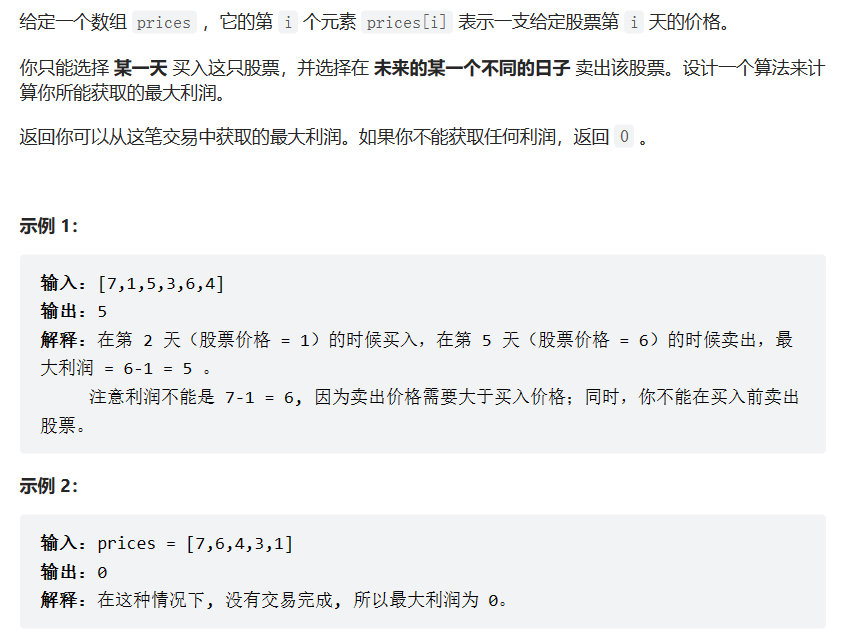 给定一个数组 prices ，它的第 i 个元素 prices[i] 表示一支给定股票第 i 天的价格。
你只能选择 某一天 买入这只股票，并选择在 未来的某一个不同的日子 卖出该股票。设计一个算法来计
算你所能获取的最大利润。
返回你可以从这笔交易中获取的最大利润。如果你不能获取任何利润，返回 0 。
示例 1：
输入：[7,1,5,3,6,4]
输出：5
解释：在第 2 天（股票价格 = 1）的时候买入，在第 5 天（股票价格 = 6）的时候卖出，最
大利润 = 6-1 = 5 。
注意利润不能是 7-1 = 6, 因为卖出价格需要大于买入价格；同时，你不能在买入前卖出
股票。
示例 2：
输入：prices = [7,6,4,3,1]
输出：0
解释：在这种情况下, 没有交易完成, 所以最大利润为 0。